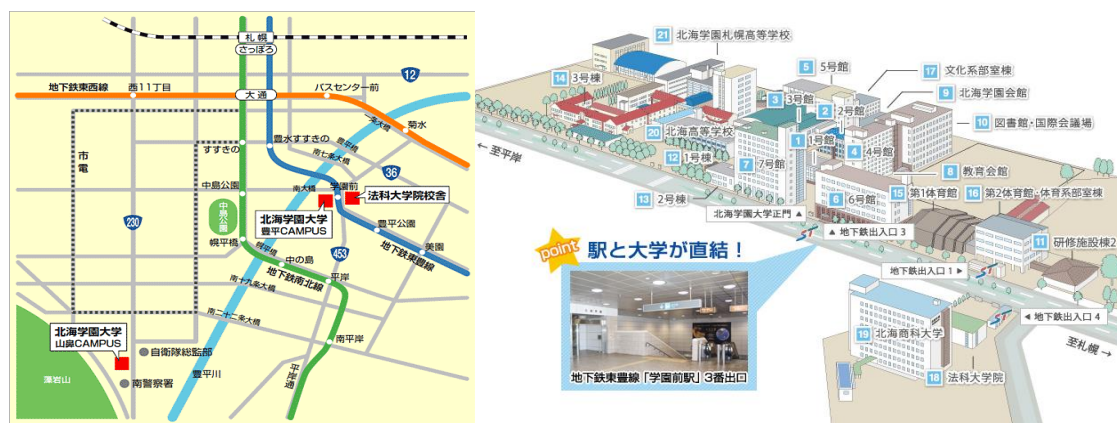 札幌
さっぽろ
12
地下鉄東西線
西11丁目
大通
バスセンター前
菊水
一条大橋
豊平橋
南七条大橋
豊水すすきの
すすきの
市電
36
中島公園
南大橋
学園前
法科大学院校舎
北海学園大学
豊平CAMPUS
中島公園
230
豊平公園
美園
地下鉄東豊線
幌平橋
幌平橋
453
中の島
地下鉄南北線
平岸
南十九条大橋
南二十二条大橋
南平岸
平岸通
豊平川
北海学園大学
山鼻CAMPUS
自衛隊総監部
南警察署
藻岩山
21 北海学園札幌高等学校
14 3号棟
5 5号館
17 文化系部室棟
9 北海学園会館
3 3号館
2 2号館
10 図書館・国際会議場
20 北海高等学校
1 1号館
4 4号館
12 1号棟
7 7号館
8 教育会館
← 至平岸
13 2号棟
6 6号館
15 第1体育館
16 第2体育館・体育系部室棟
北海学園大学正門 ▲
▲ 地下鉄出入口 3
11 研修施設棟2
point
駅と大学が直結！
地下鉄出入口 1 ▶
◀ 地下鉄出入口 4
19 北海商科大学
至札幌 →
18 法科大学院
地下鉄東豊線「学園前駅」3番出口